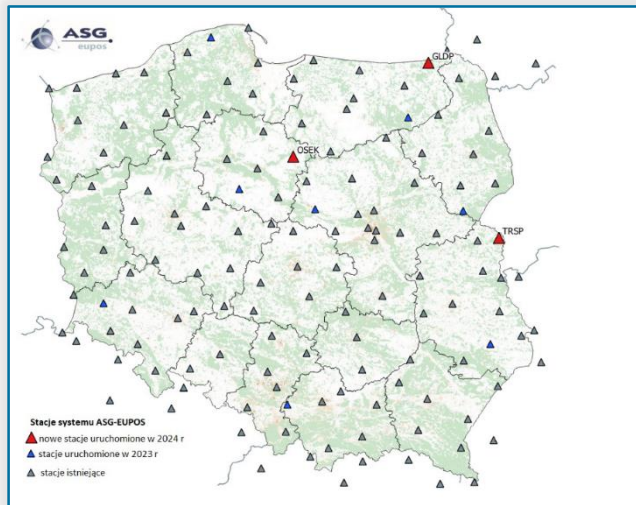 ASG
eupos
GLDP
OSEK
TRSP
Stacje systemu ASG-EUPOS
nowe stacje uruchomione w 2024 r
stacje uruchomione w 2023 r
stacje istniejące